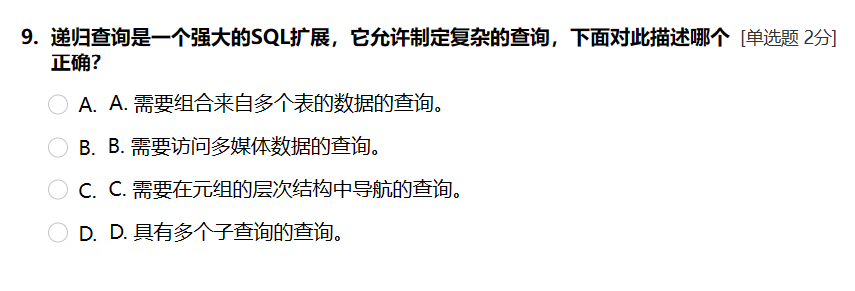 9. 递归查询是一个强大的SQL扩展，它允许制定复杂的查询，下面对此描述哪个 [单选题 2分]
正确?
A. A. 需要组合来自多个表的数据的查询。
B. B. 需要访问多媒体数据的查询。
C. C. 需要在元组的层次结构中导航的查询。
D. D. 具有多个子查询的查询。